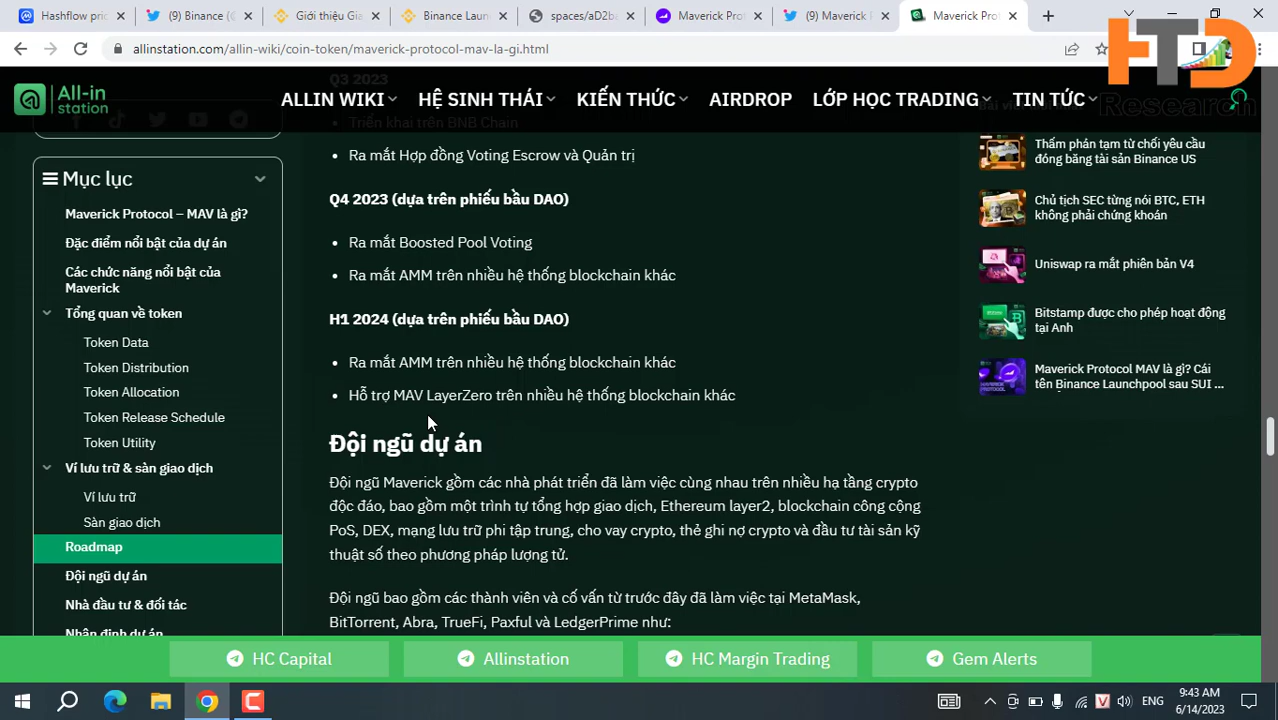 Hashflow pric
(9) Binance (
Giới thiệu Gia
Binance Laun
spaces/aD2ba
Maverick Prot
(9) Maverick
Maverick Prot
allinstation.com/allin-wiki/coin-token/maverick-protocol-mav-la-gi.html
HTD
Research
All-in
station
ALLIN WIKI
HỆ SINH THÁI
KIẾN THỨC
AIRDROP
LỚP HỌC TRADING
TIN TỨC
Mục lục
Maverick Protocol – MAV là gì?
Đặc điểm nổi bật của dự án
Các chức năng nổi bật của
Maverick
Tổng quan về token
Token Data
Token Distribution
Token Allocation
Token Release Schedule
Token Utility
Ví lưu trữ & sàn giao dịch
Ví lưu trữ
Sàn giao dịch
Roadmap
Đội ngũ dự án
Nhà đầu tư & đối tác
Nhận định dự án
Q3 2023
Triển khai trên BNB Chain
Ra mắt Hợp đồng Voting Escrow và Quản trị
Q4 2023 (dựa trên phiếu bầu DAO)
Ra mắt Boosted Pool Voting
Ra mắt AMM trên nhiều hệ thống blockchain khác
H1 2024 (dựa trên phiếu bầu DAO)
Ra mắt AMM trên nhiều hệ thống blockchain khác
Hỗ trợ MAV LayerZero trên nhiều hệ thống blockchain khác
Đội ngũ dự án
Đội ngũ Maverick gồm các nhà phát triển đã làm việc cùng nhau trên nhiều hạ tầng crypto
độc đáo, bao gồm một trình tự tổng hợp giao dịch, Ethereum layer2, blockchain công cộng
PoS, DEX, mạng lưu trữ phi tập trung, cho vay crypto, thẻ ghi nợ crypto và đầu tư tài sản kỹ
thuật số theo phương pháp lượng tử.
Đội ngũ bao gồm các thành viên và cố vấn từ trước đây đã làm việc tại MetaMask,
BitTorrent, Abra, TrueFi, Paxful và LedgerPrime như:
Thẩm phán tạm từ chối yêu cầu
đóng băng tài sản Binance US
Chủ tịch SEC từng nói BTC, ETH
không phải chứng khoán
Uniswap ra mắt phiên bản V4
Bitstamp được cho phép hoạt động
tại Anh
Maverick Protocol MAV là gì? Cái
tên Binance Launchpool sau SUI ...
HC Capital
Allinstation
HC Margin Trading
Gem Alerts
ENG
9:43 AM
6/14/2023